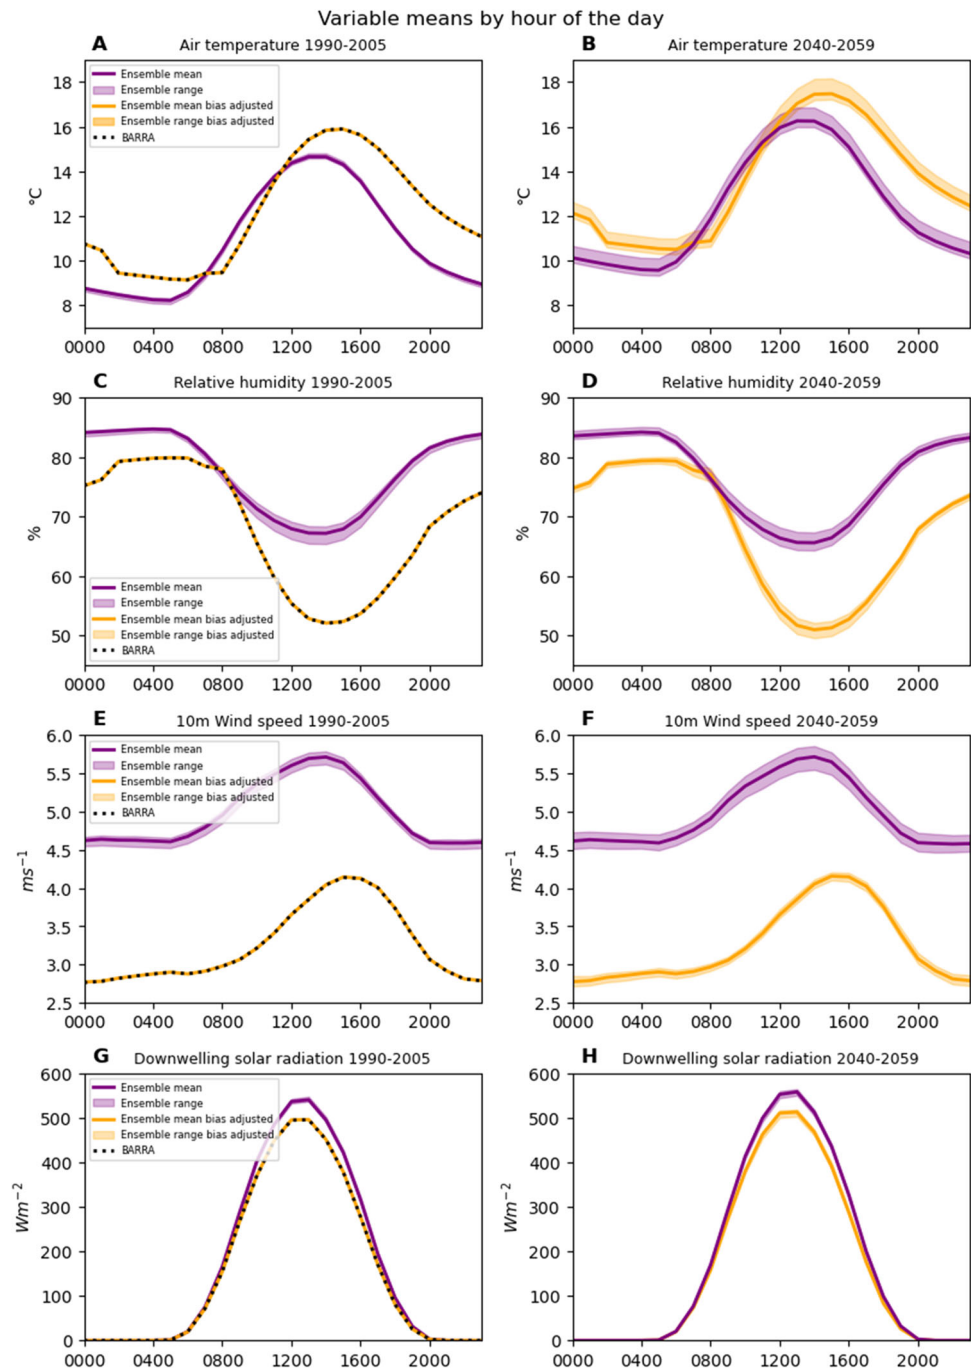 Variable means by hour of the day
A Air temperature 1990-2005
18
16
14
12
10
8
°C
Ensemble mean
Ensemble range
Ensemble mean bias adjusted
Ensemble range bias adjusted
BARRA
0000 0400 0800 1200 1600 2000
B Air temperature 2040-2059
18
16
14
12
10
8
°C
0000 0400 0800 1200 1600 2000
C Relative humidity 1990-2005
90
80
70
60
50
%
Ensemble mean
Ensemble range
Ensemble mean bias adjusted
Ensemble range bias adjusted
BARRA
0000 0400 0800 1200 1600 2000
D Relative humidity 2040-2059
90
80
70
60
50
%
0000 0400 0800 1200 1600 2000
E 10m Wind speed 1990-2005
6.0
5.5
5.0
4.5
4.0
3.5
3.0
2.5
ms⁻¹
Ensemble mean
Ensemble range
Ensemble mean bias adjusted
Ensemble range bias adjusted
BARRA
0000 0400 0800 1200 1600 2000
F 10m Wind speed 2040-2059
6.0
5.5
5.0
4.5
4.0
3.5
3.0
2.5
ms⁻¹
0000 0400 0800 1200 1600 2000
G Downwelling solar radiation 1990-2005
600
500
400
300
200
100
0
Wm⁻²
Ensemble mean
Ensemble range
Ensemble mean bias adjusted
Ensemble range bias adjusted
BARRA
0000 0400 0800 1200 1600 2000
H Downwelling solar radiation 2040-2059
600
500
400
300
200
100
0
Wm⁻²
0000 0400 0800 1200 1600 2000